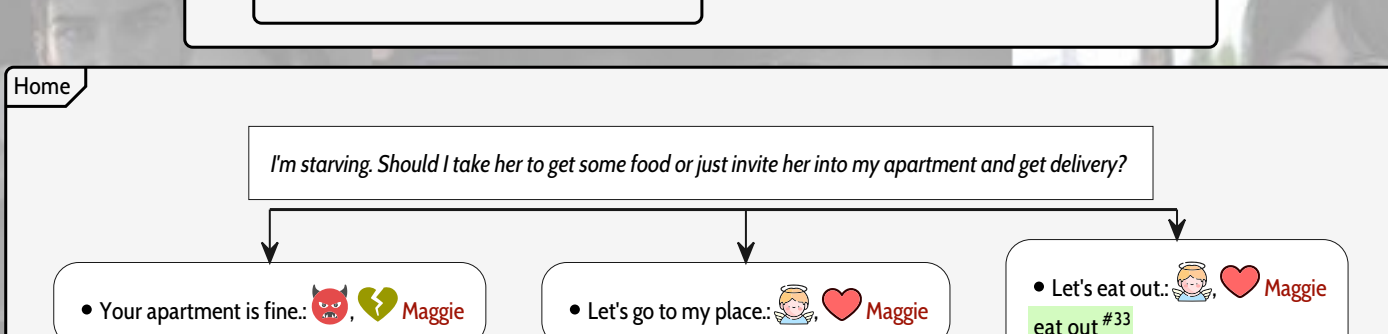 Home
I'm starving. Should I take her to get some food or just invite her into my apartment and get delivery?
• Your apartment is fine.: , Maggie
• Let's go to my place.: , Maggie
• Let's eat out.: , Maggie
eat out #33